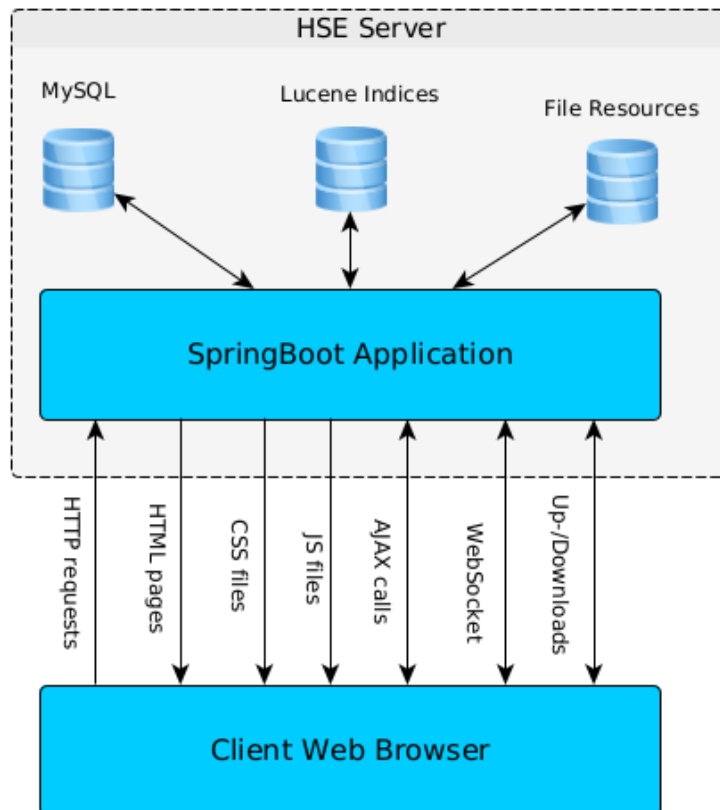 HSE Server
MySQL
Lucene Indices
File Resources
SpringBoot Application
HTTP requests
HTML pages
CSS files
JS files
AJAX calls
WebSocket
Up-/Downloads
Client Web Browser